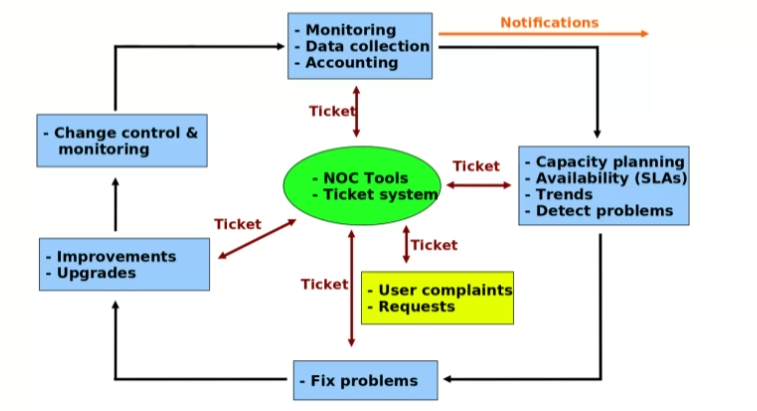 Notifications
- Monitoring
- Data collection
- Accounting
Ticket
- Change control &
monitoring
- NOC Tools
- Ticket system
Ticket
- Capacity planning
- Availability (SLAs)
- Trends
- Detect problems
Ticket
- Improvements
- Upgrades
Ticket
Ticket
- User complaints
- Requests
- Fix problems